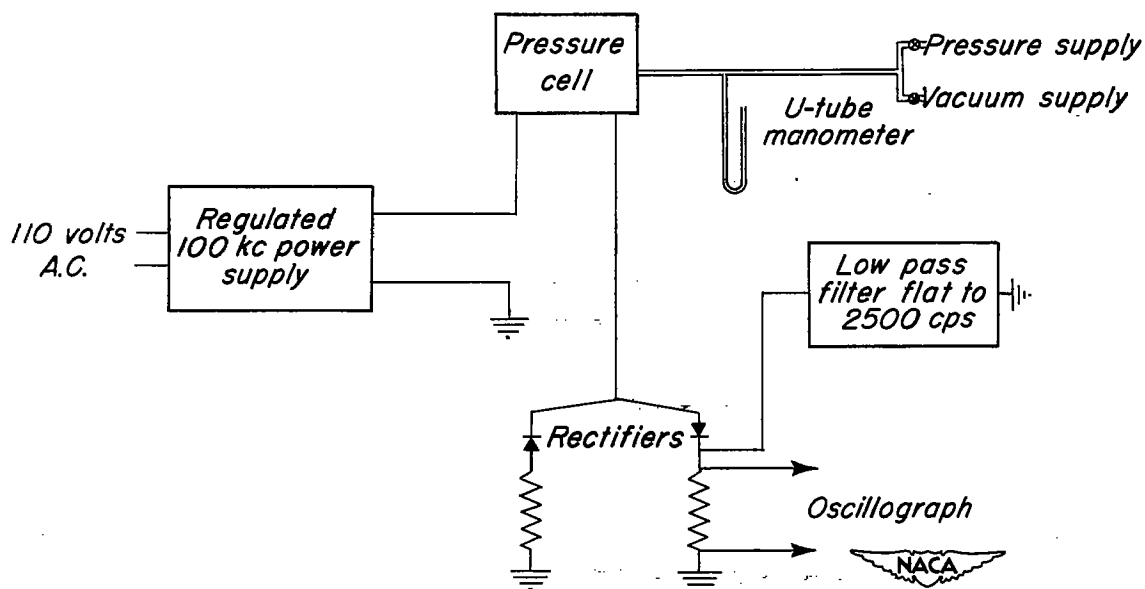 Pressure
cell
Pressure supply
Vacuum supply
U-tube
manometer
110 volts
A.C.
Regulated
100 kc power
supply
Low pass
filter flat to
2500 cps
Rectifiers
Oscillograph
NACA